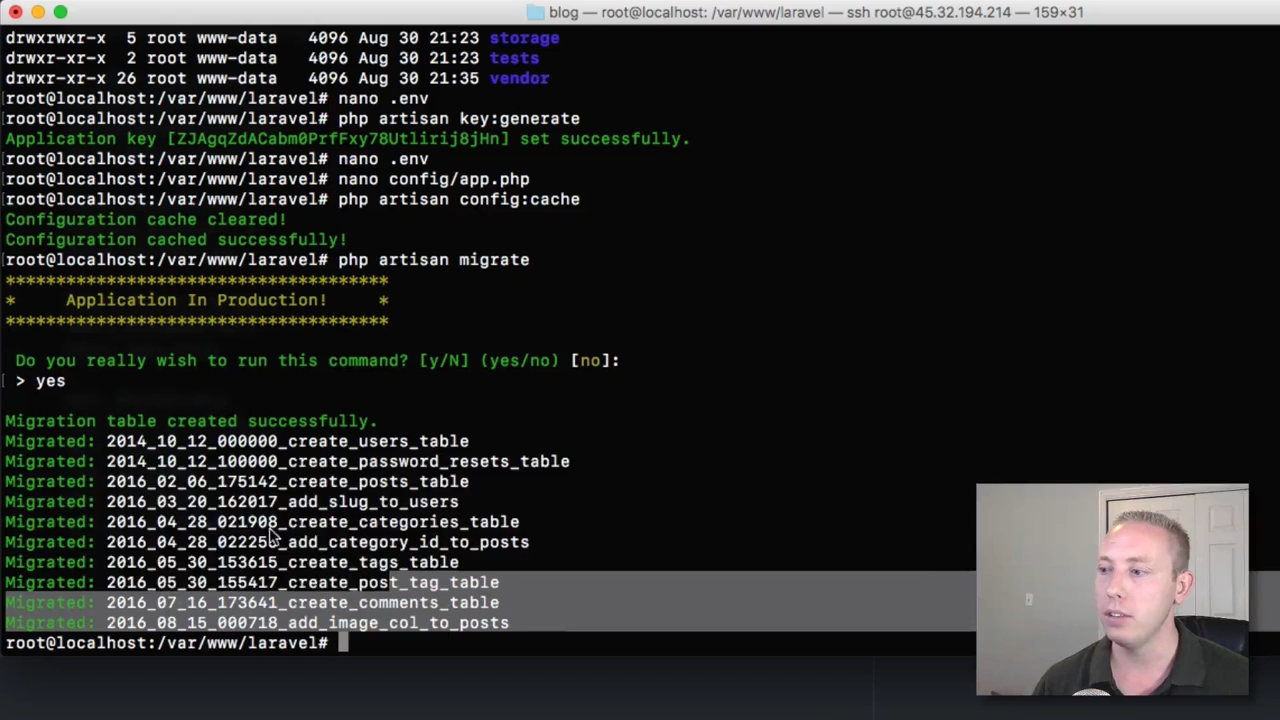 blog — root@localhost: /var/www/laravel — ssh root@45.32.194.214 — 159×31
drwxrwxr-x  5 root www-data   4096 Aug 30 21:23 storage
drwxr-xr-x  2 root www-data   4096 Aug 30 21:23 tests
drwxr-xr-x 26 root www-data   4096 Aug 30 21:35 vendor
[root@localhost:/var/www/laravel# nano .env
[root@localhost:/var/www/laravel# php artisan key:generate
Application key [ZJAgqZdACabm0PrfFxy78Utlirij8jHn] set successfully.
[root@localhost:/var/www/laravel# nano .env
[root@localhost:/var/www/laravel# nano config/app.php
[root@localhost:/var/www/laravel# php artisan config:cache
Configuration cache cleared!
Configuration cached successfully!
[root@localhost:/var/www/laravel# php artisan migrate
**************************************
*     Application In Production!     *
**************************************
Do you really wish to run this command? [y/N] (yes/no) [no]:
[ > yes
Migration table created successfully.
Migrated: 2014_10_12_000000_create_users_table
Migrated: 2014_10_12_100000_create_password_resets_table
Migrated: 2016_02_06_175142_create_posts_table
Migrated: 2016_03_20_162017_add_slug_to_users
Migrated: 2016_04_28_021908_create_categories_table
Migrated: 2016_04_28_022255_add_category_id_to_posts
Migrated: 2016_05_30_153615_create_tags_table
Migrated: 2016_05_30_155417_create_post_tag_table
Migrated: 2016_07_16_173641_create_comments_table
Migrated: 2016_08_15_000718_add_image_col_to_posts
root@localhost:/var/www/laravel#